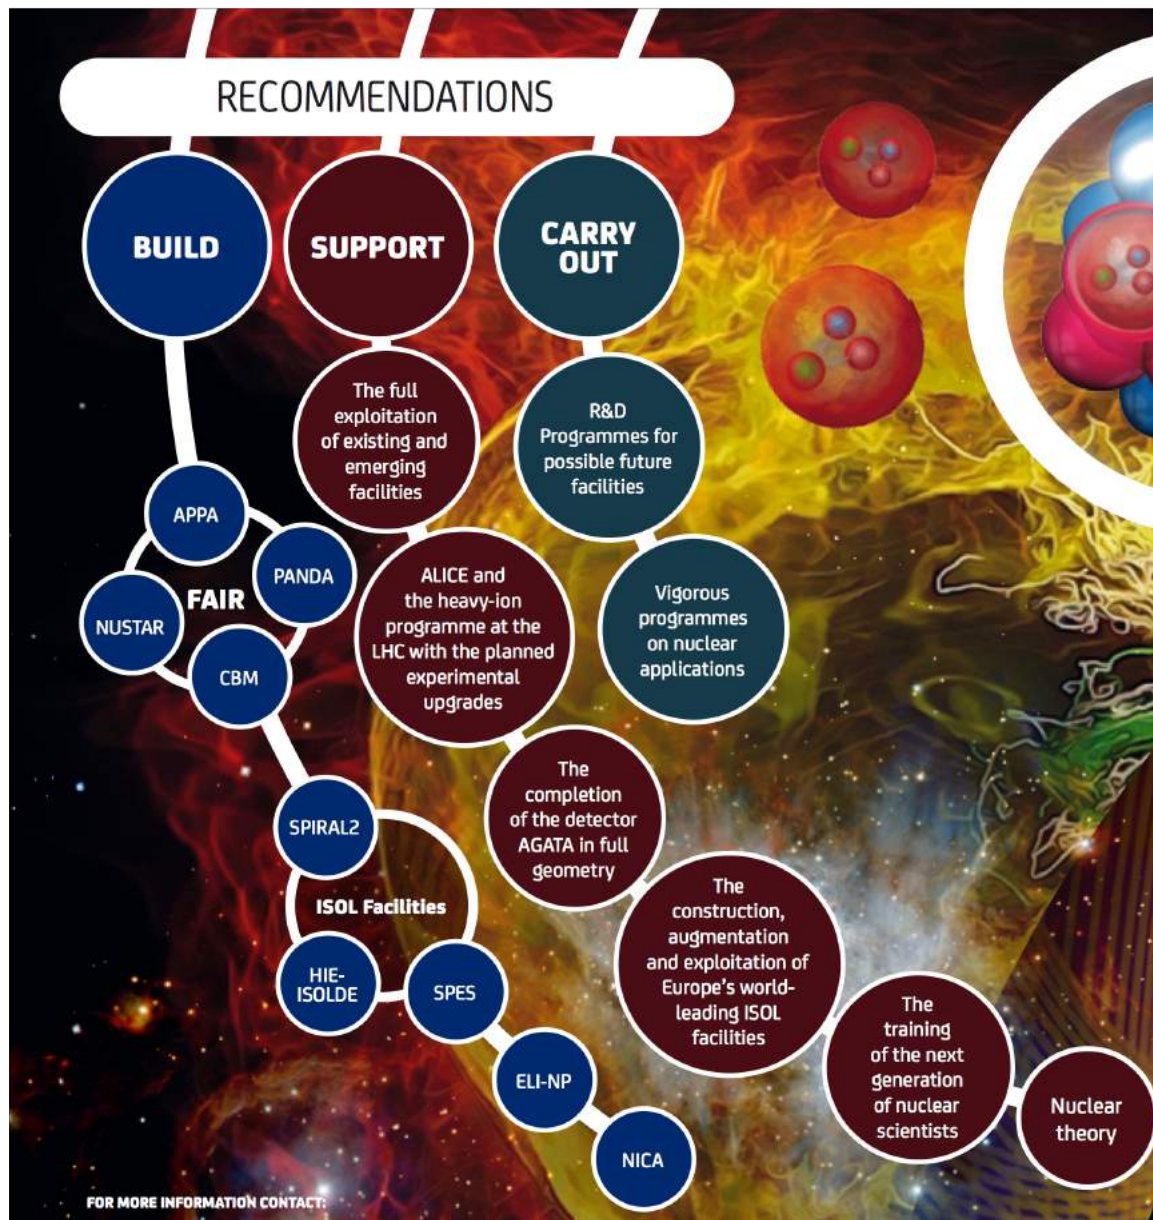 RECOMMENDATIONS
BUILD
SUPPORT
CARRY
OUT
APPA
PANDA
FAIR
NUSTAR
CBM
SPIRAL2
ISOL Facilities
HIE-
ISOLDE
SPES
ELI-NP
NICA
The full
exploitation
of existing and
emerging
facilities
ALICE and
the heavy-ion
programme at the
LHC with the planned
experimental
upgrades
The
completion
of the detector
AGATA in full
geometry
The
construction,
augmentation
and exploitation of
Europe's world-
leading ISOL
facilities
The
training
of the next
generation
of nuclear
scientists
Nuclear
theory
R&D
Programmes for
possible future
facilities
Vigorous
programmes
on nuclear
applications
FOR MORE INFORMATION CONTACT: